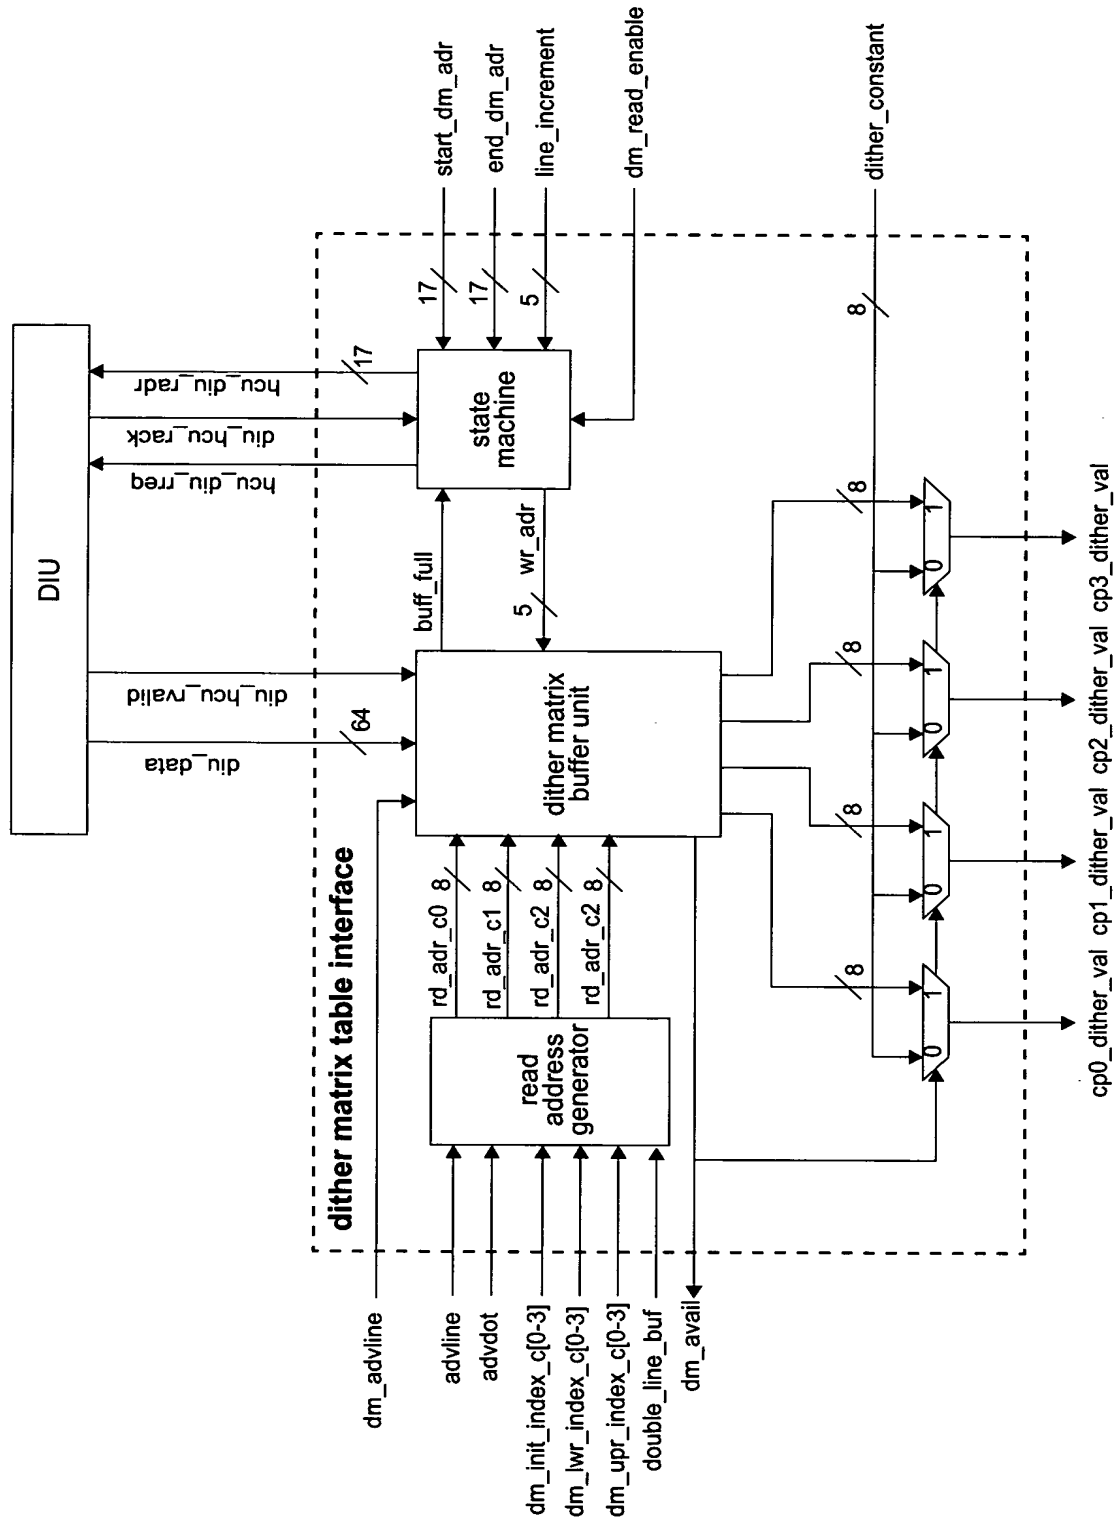 DIU
hcu_diu_radr
17
diu_hcu_rack
hcu_diu_rreq
diu_hcu_rvalid
diu_data
64
dither matrix table interface
start_dm_adr
17
end_dm_adr
17
line_increment
5
dm_read_enable
state
machine
buff_full
wr_adr
5
dither matrix
buffer unit
dm_advline
rd_adr_c0
8
rd_adr_c1
8
rd_adr_c2
8
rd_adr_c2
8
read
address
generator
advline
advdot
dm_init_index_c[0-3]
dm_lwr_index_c[0-3]
dm_upr_index_c[0-3]
double_line_buf
dm_avail
dither_constant
8
8
8
8
8
0 1
0 1
0 1
0 1
cp0_dither_val cp1_dither_val cp2_dither_val cp3_dither_val